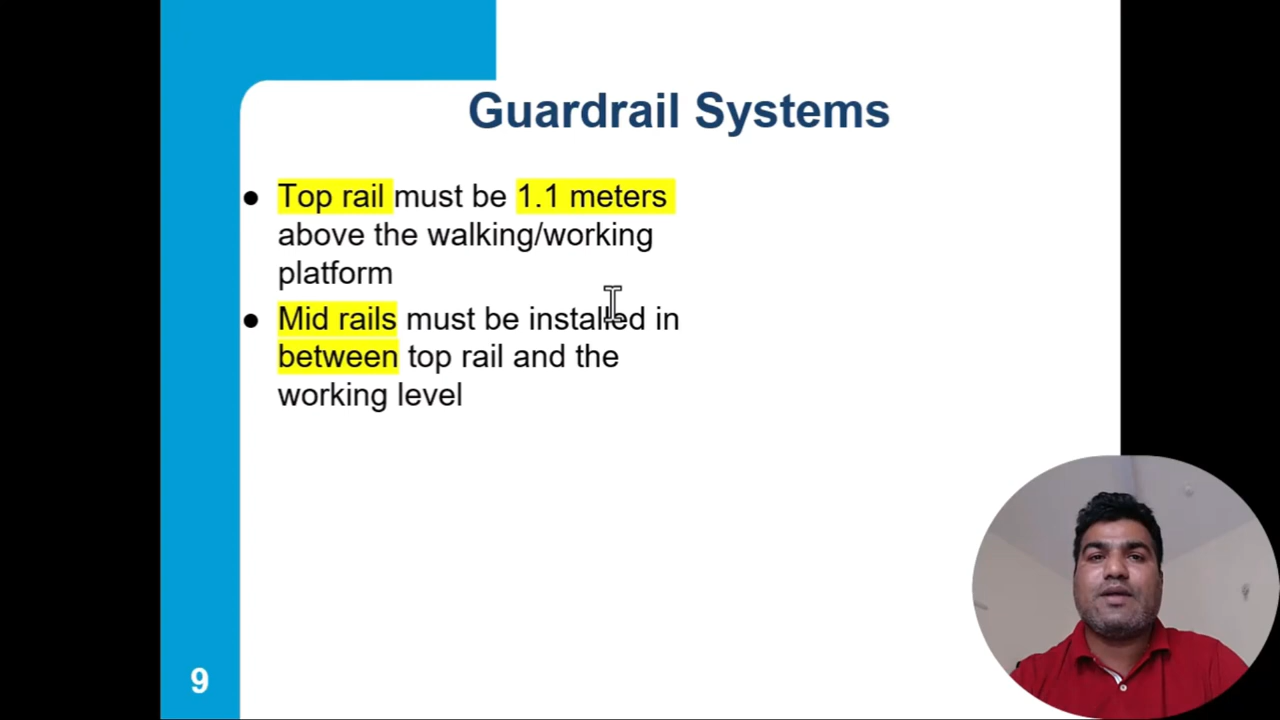 Guardrail Systems
● Top rail must be 1.1 meters
above the walking/working
platform
● Mid rails must be installed in
between top rail and the
working level
9